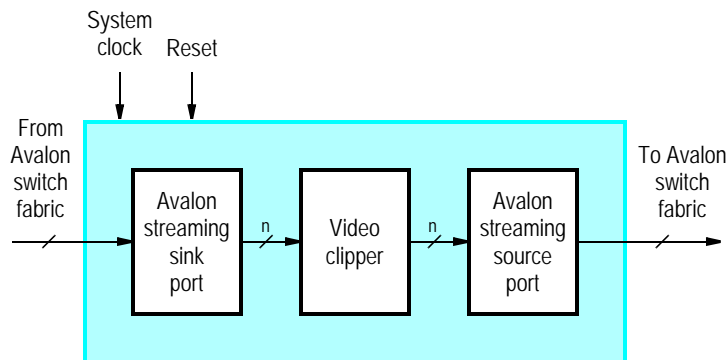 System
clock
Reset
From
Avalon
switch
fabric
Avalon
streaming
sink
port
n
Video
clipper
n
Avalon
streaming
source
port
To Avalon
switch
fabric